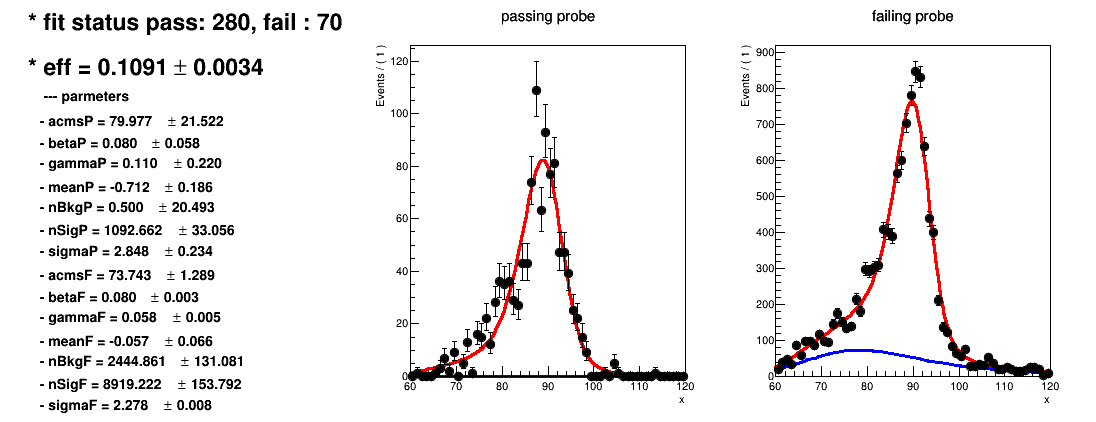 * fit status pass: 280, fail : 70
* eff = 0.1091 ± 0.0034
--- parmeters
- acmsP = 79.977 ± 21.522
- betaP = 0.080 ± 0.058
- gammaP = 0.110 ± 0.220
- meanP = -0.712 ± 0.186
- nBkgP = 0.500 ± 20.493
- nSigP = 1092.662 ± 33.056
- sigmaP = 2.848 ± 0.234
- acmsF = 73.743 ± 1.289
- betaF = 0.080 ± 0.003
- gammaF = 0.058 ± 0.005
- meanF = -0.057 ± 0.066
- nBkgF = 2444.861 ± 131.081
- nSigF = 8919.222 ± 153.792
- sigmaF = 2.278 ± 0.008
passing probe
Events / ( 1 )
120
100
80
60
40
20
0
60 70 80 90 100 110 120
x
failing probe
Events / ( 1 )
900
800
700
600
500
400
300
200
100
0
60 70 80 90 100 110 120
x